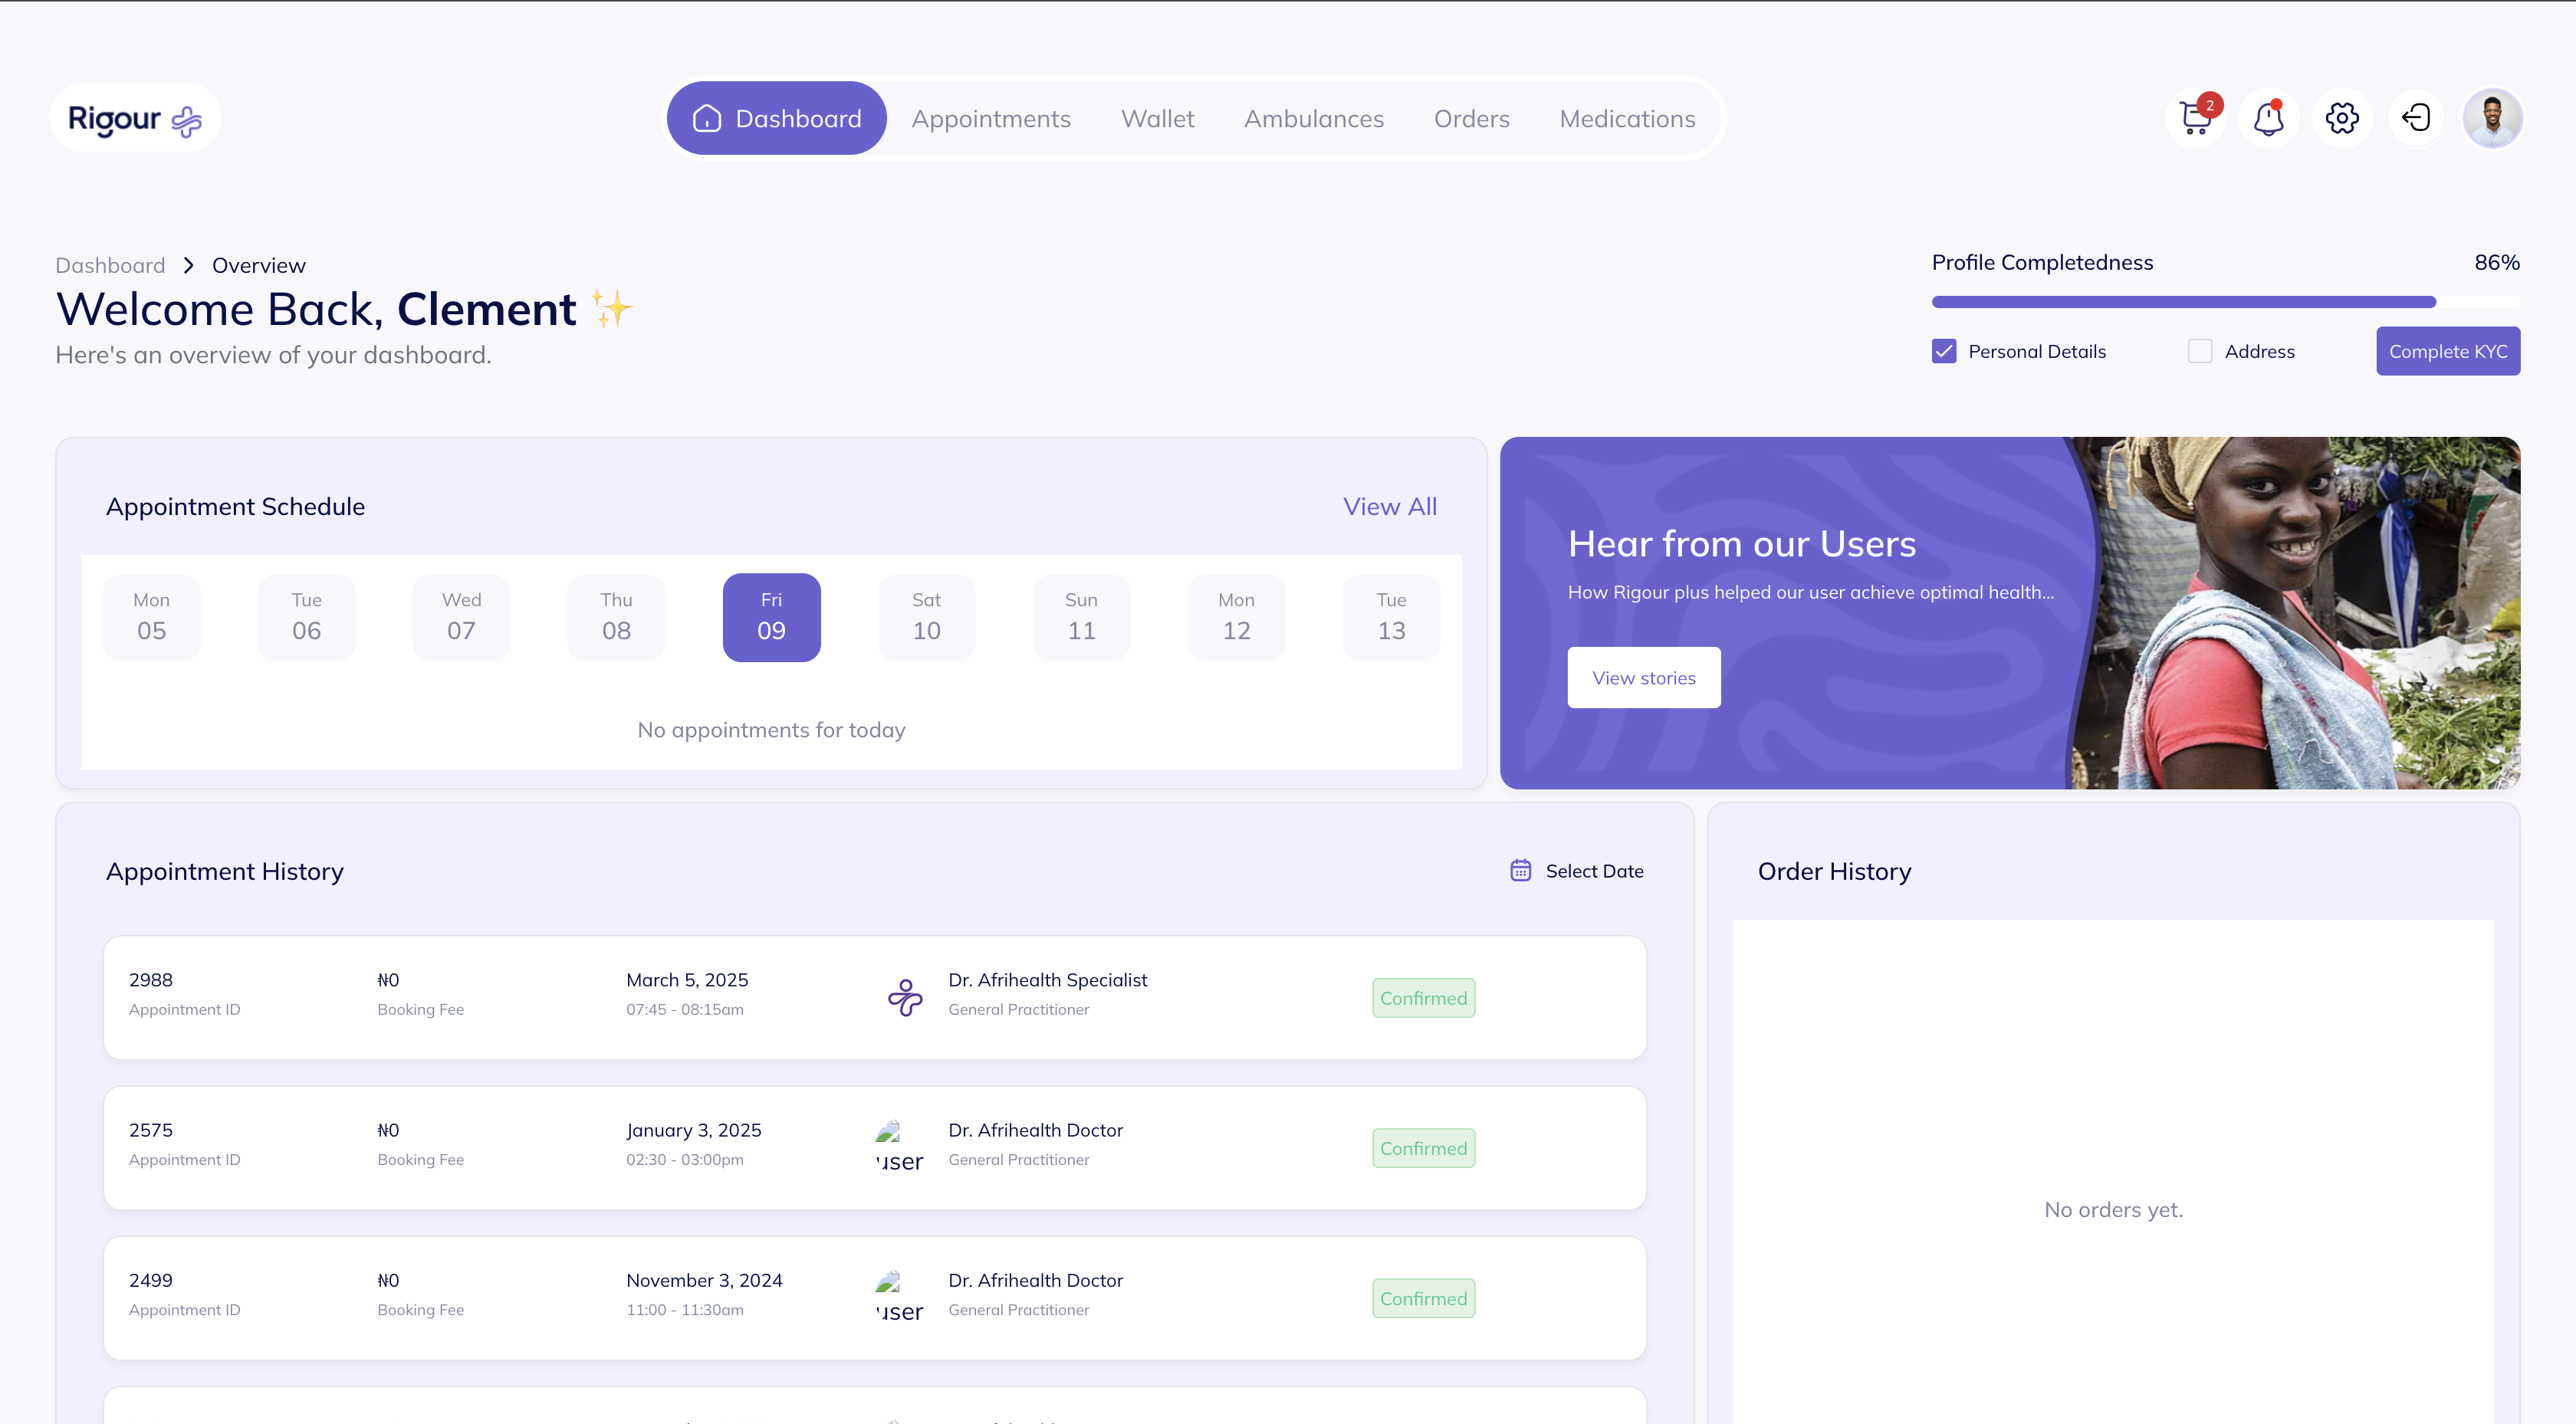 Rigour
Dashboard
Appointments
Wallet
Ambulances
Orders
Medications
2
Dashboard
Overview
Welcome Back, Clement ✨
Here's an overview of your dashboard.
Profile Completedness
86%
Personal Details
Address
Complete KYC
Appointment Schedule
View All
Mon
05
Tue
06
Wed
07
Thu
08
Fri
09
Sat
10
Sun
11
Mon
12
Tue
13
No appointments for today
Hear from our Users
How Rigour plus helped our user achieve optimal health...
View stories
Appointment History
Select Date
2988
Appointment ID
₦0
Booking Fee
March 5, 2025
07:45 - 08:15am
Dr. Afrihealth Specialist
General Practitioner
Confirmed
2575
Appointment ID
₦0
Booking Fee
January 3, 2025
02:30 - 03:00pm
user
Dr. Afrihealth Doctor
General Practitioner
Confirmed
2499
Appointment ID
₦0
Booking Fee
November 3, 2024
11:00 - 11:30am
user
Dr. Afrihealth Doctor
General Practitioner
Confirmed
Order History
No orders yet.